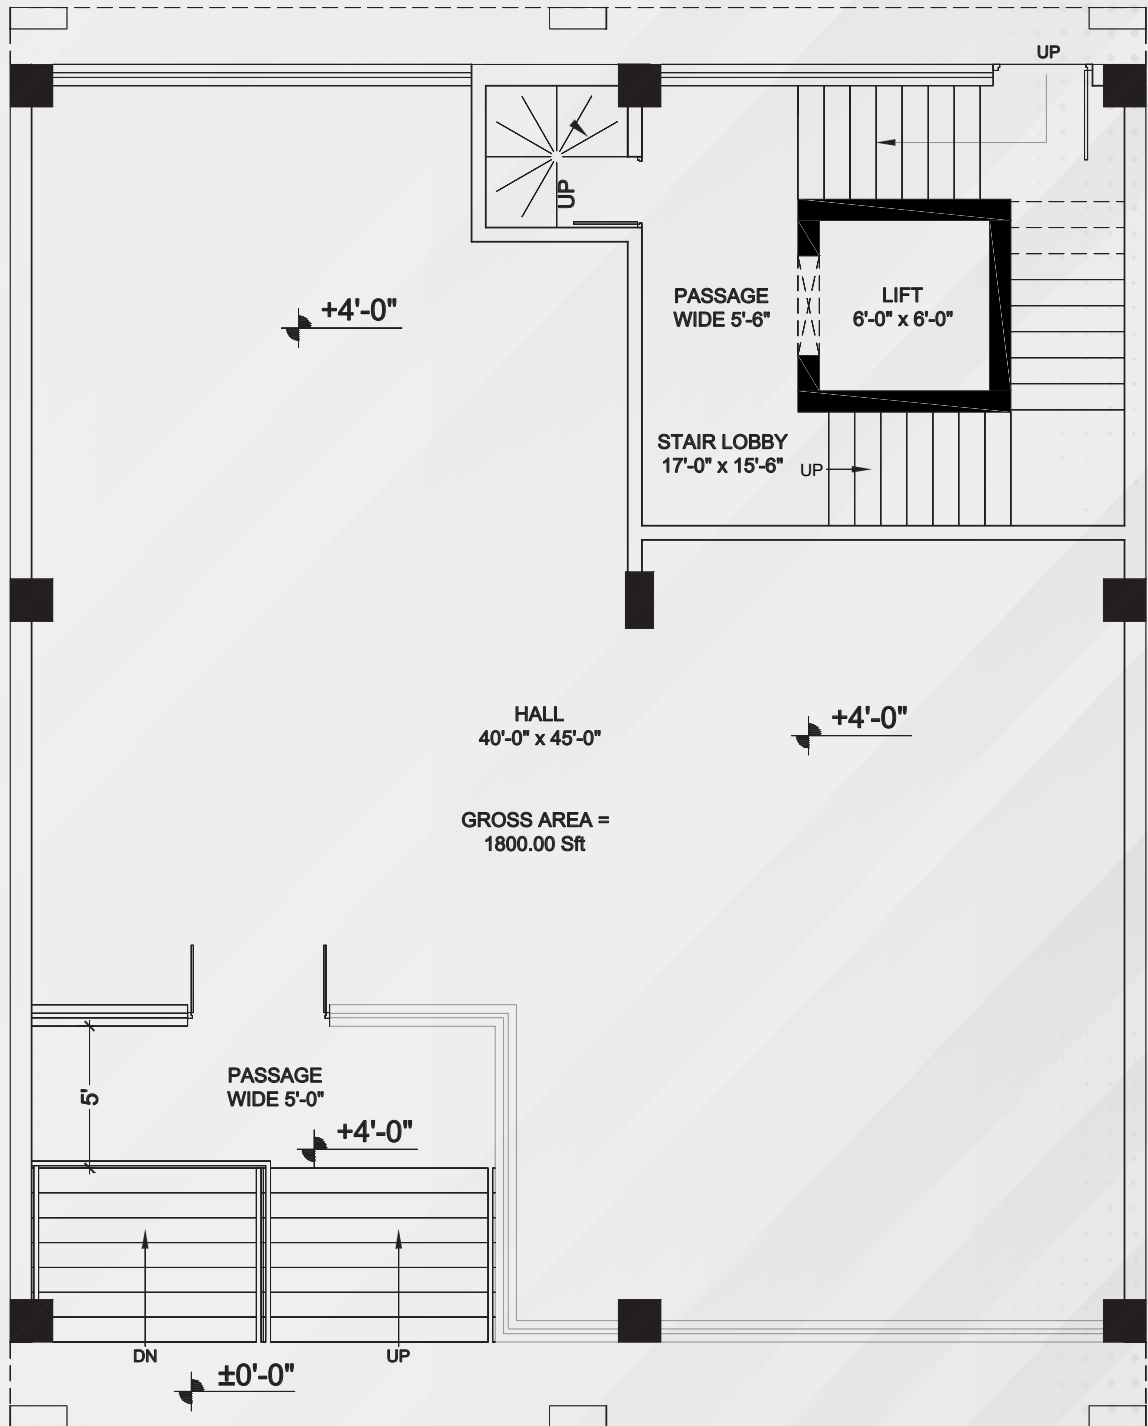 UP
UP
+4'-0"
PASSAGE
WIDE 5'-6"
LIFT
6'-0" x 6'-0"
STAIR LOBBY
17'-0" x 15'-6"
UP
HALL
40'-0" x 45'-0"
+4'-0"
GROSS AREA =
1800.00 Sft
PASSAGE
WIDE 5'-0"
5'
+4'-0"
DN
UP
±0'-0"